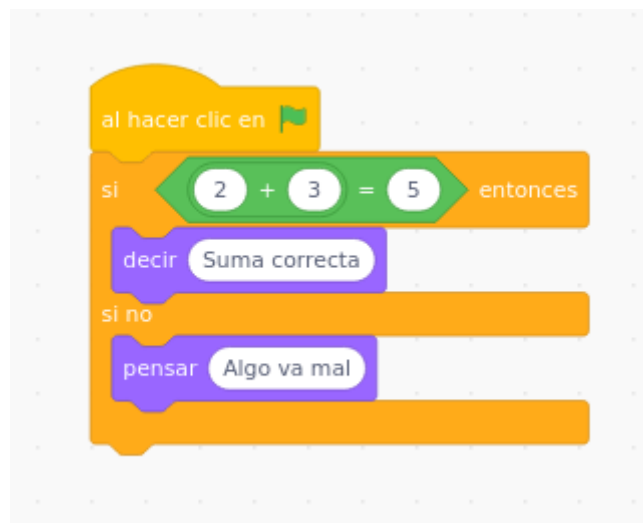 al hacer clic en
si 2 + 3 = 5 entonces
decir Suma correcta
si no
pensar Algo va mal